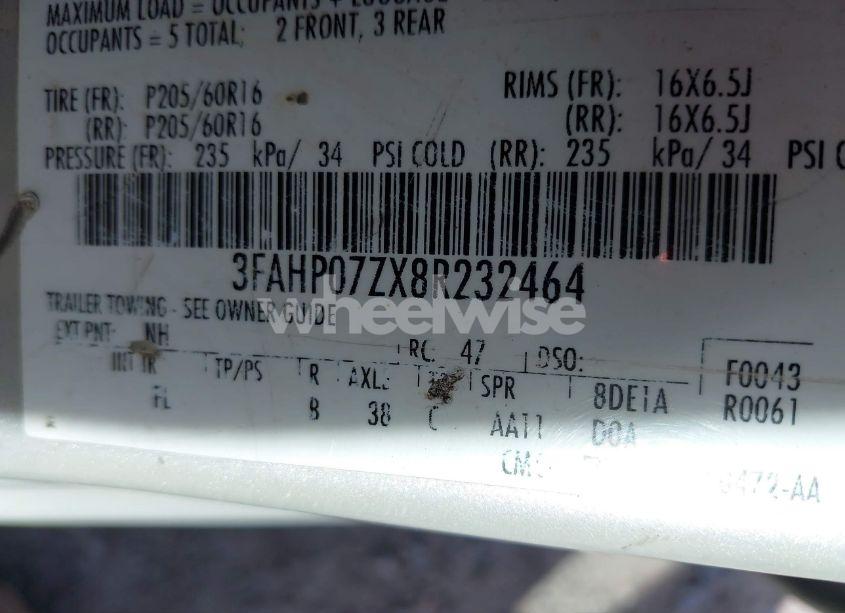 MAXIMUM LOAD = OCCUPANTS + LUGGAGE
OCCUPANTS = 5 TOTAL; 2 FRONT, 3 REAR
TIRE (FR): P205/60R16 RIMS (FR): 16X6.5J
(RR): P205/60R16 (RR): 16X6.5J
PRESSURE (FR): 235 kPa/ 34 PSI COLD (RR): 235 kPa/ 34 PSI
3FAHP07ZX8R232464
wheelwise
TRAILER TOWING - SEE OWNER GUIDE
EXT PNT: NH RC: 47 DSO: F0043
INT TR TP/PS R AXLE SPR 8DE1A R0061
FL B 38 C AA11 D0A